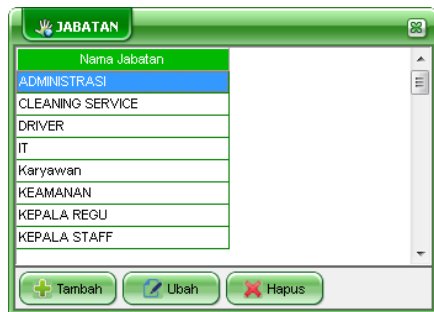 JABATAN
Nama Jabatan
ADMINISTRASI
CLEANING SERVICE
DRIVER
IT
Karyawan
KEAMANAN
KEPALA REGU
KEPALA STAFF
Tambah Ubah Hapus